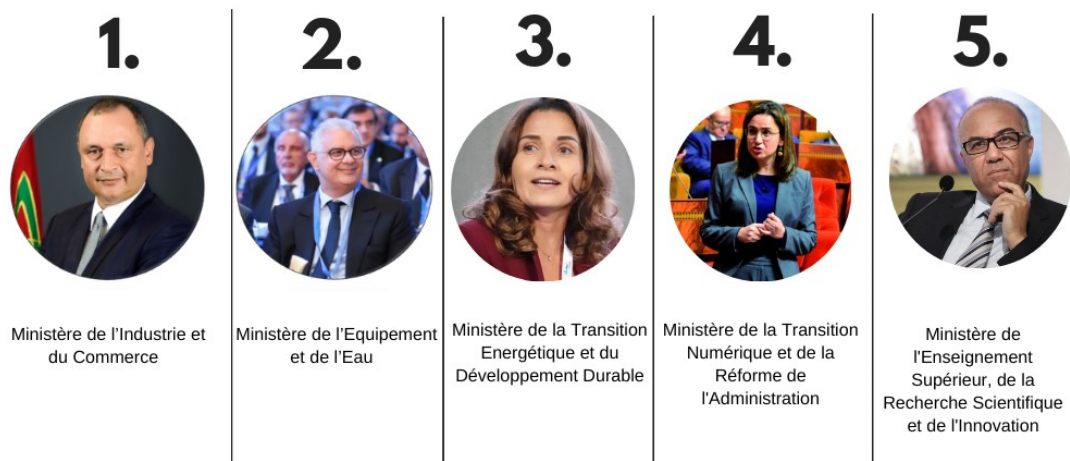 1.
Ministère de l'Industrie et
du Commerce
2.
Ministère de l'Equipement
et de l'Eau
3.
Ministère de la Transition
Energétique et du
Développement Durable
4.
Ministère de la Transition
Numérique et de la
Réforme de
l'Administration
5.
Ministère de
l'Enseignement
Supérieur, de la
Recherche Scientifique
et de l'Innovation